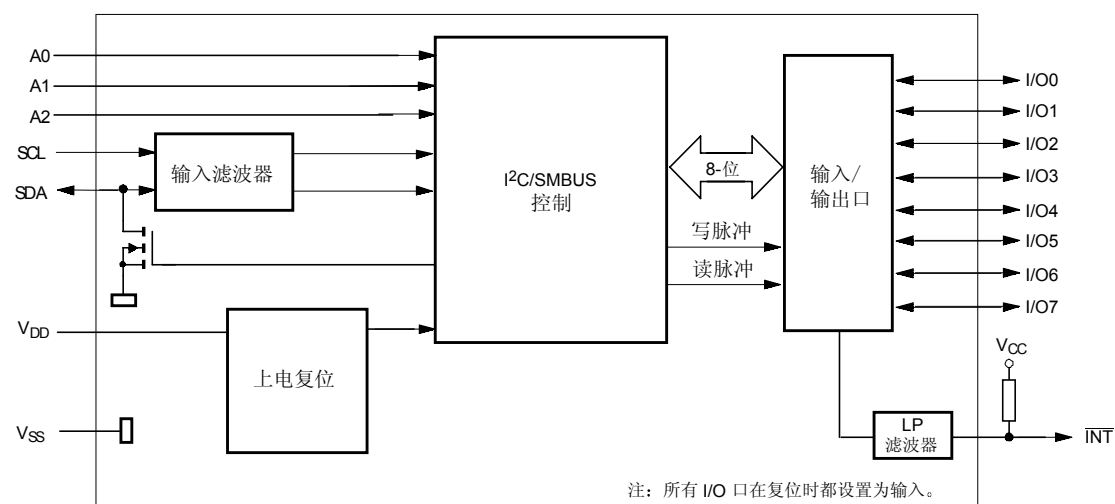 A0
A1
A2
SCL
SDA
输入滤波器
I²C/SMBUS
控制
8-位
写脉冲
读脉冲
输入/
输出口
I/O0
I/O1
I/O2
I/O3
I/O4
I/O5
I/O6
I/O7
VDD
上电复位
VSS
VCC
LP
滤波器
INT
注：所有 I/O 口在复位时都设置为输入。